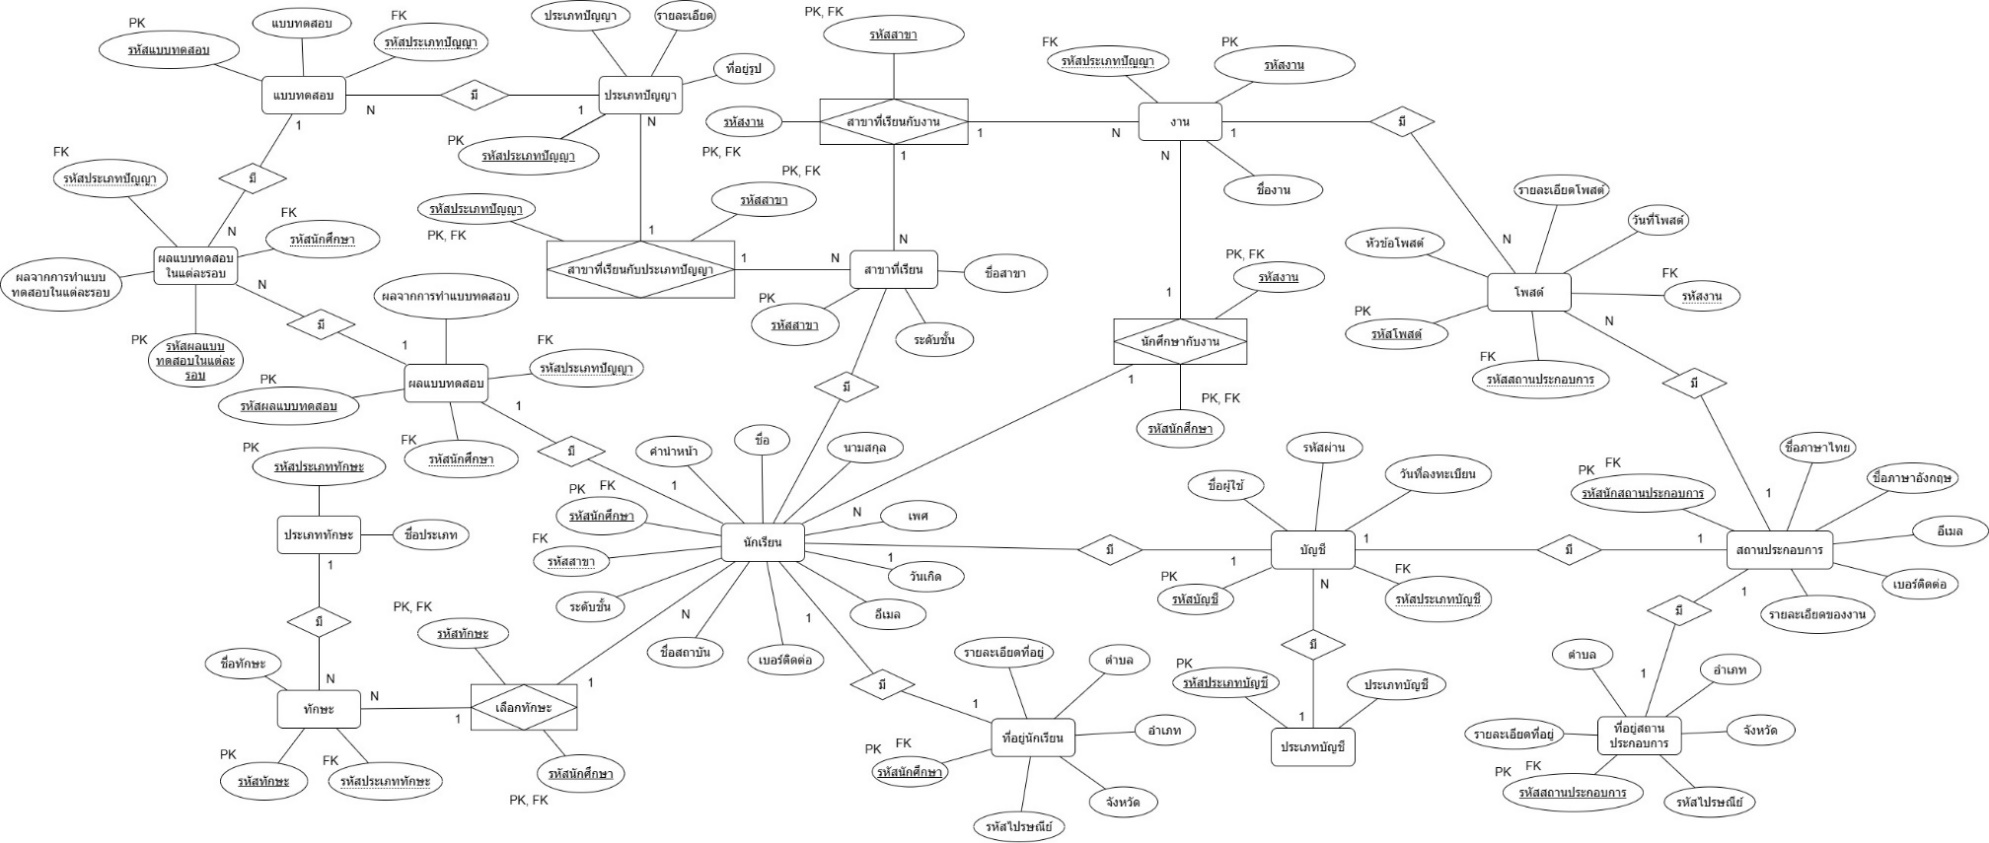 PK
แบบทดสอบ
FK
รหัสแบบทดสอบ
รหัสประเภทปัญญา
แบบทดสอบ
N
1
มี
ประเภทปัญญา
รายละเอียด
ที่อยู่รูป
ประเภทปัญญา
1
N
PK
รหัสประเภทปัญญา
PK, FK
รหัสสาขา
รหัสงาน
PK, FK
สาขาที่เรียนกับงาน
1
N
1
FK
รหัสประเภทปัญญา
PK
รหัสงาน
งาน
1
N
ชื่องาน
มี
N
รายละเอียดโพสต์
วันที่โพสต์
หัวข้อโพสต์
FK
รหัสงาน
โพสต์
PK
รหัสโพสต์
FK
รหัสสถานประกอบการ
N
มี
1
FK
รหัสประเภทปัญญา
มี
N
FK
รหัสนักศึกษา
ผลแบบทดสอบ
ในแต่ละรอบ
ผลจากการทำแบบ
ทดสอบในแต่ละรอบ
N
PK
รหัสผลแบบ
ทดสอบในแต่ละ
รอบ
มี
1
รหัสประเภทปัญญา
PK, FK
PK, FK
รหัสสาขา
1
สาขาที่เรียนกับประเภทปัญญา
1
N
N
สาขาที่เรียน
ชื่อสาขา
PK
รหัสสาขา
ระดับชั้น
มี
PK, FK
รหัสงาน
1
นักศึกษากับงาน
1
PK, FK
รหัสนักศึกษา
ผลจากการทำแบบทดสอบ
FK
รหัสประเภทปัญญา
ผลแบบทดสอบ
PK
รหัสผลแบบทดสอบ
1
FK
รหัสนักศึกษา
มี
1
PK
รหัสประเภททักษะ
ประเภททักษะ
ชื่อประเภท
1
มี
N
ชื่อทักษะ
ทักษะ
N
1
PK
รหัสทักษะ
FK
รหัสประเภททักษะ
PK, FK
รหัสทักษะ
เลือกทักษะ
1
รหัสนักศึกษา
PK, FK
คำนำหน้า
ชื่อ
นามสกุล
PK FK
รหัสนักศึกษา
N
เพศ
FK
รหัสสาขา
นักเรียน
1
วันเกิด
ระดับชั้น
อีเมล
N
1
ชื่อสถาบัน
เบอร์ติดต่อ
มี
1
รายละเอียดที่อยู่
ตำบล
อำเภอ
ที่อยู่นักเรียน
PK FK
รหัสนักศึกษา
จังหวัด
รหัสไปรษณีย์
มี
1
รหัสผ่าน
ชื่อผู้ใช้
วันที่ลงทะเบียน
บัญชี
1
PK
รหัสบัญชี
N
FK
รหัสประเภทบัญชี
มี
PK
รหัสประเภทบัญชี
ประเภทบัญชี
1
ประเภทบัญชี
มี
1
ชื่อภาษาไทย
PK FK
รหัสนักสถานประกอบการ
ชื่อภาษาอังกฤษ
อีเมล
สถานประกอบการ
เบอร์ติดต่อ
1
รายละเอียดของงาน
มี
1
ตำบล
อำเภอ
รายละเอียดที่อยู่
ที่อยู่สถาน
ประกอบการ
จังหวัด
PK FK
รหัสสถานประกอบการ
รหัสไปรษณีย์